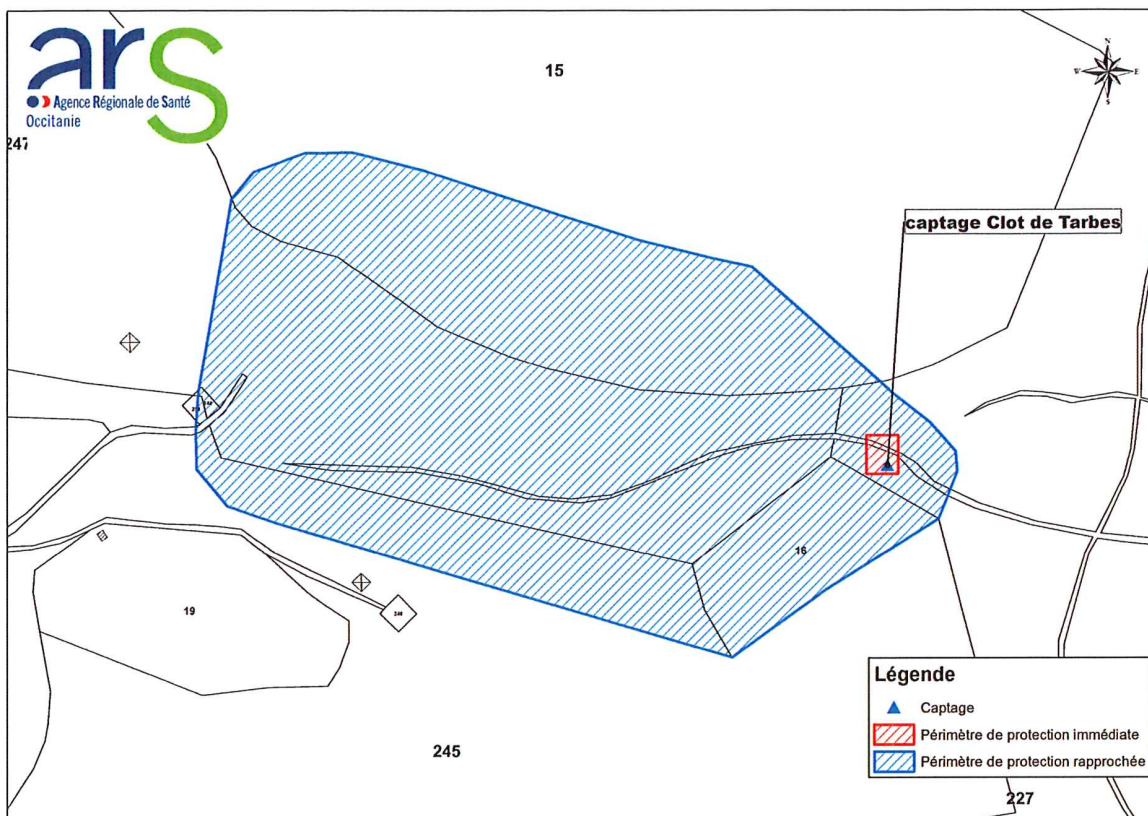 ars
Agence Régionale de Santé
Occitanie
15
N
W E
S
247
captage Clot de Tarbes
16
19
248
245
Légende
Captage
Périmètre de protection immédiate
Périmètre de protection rapprochée
227